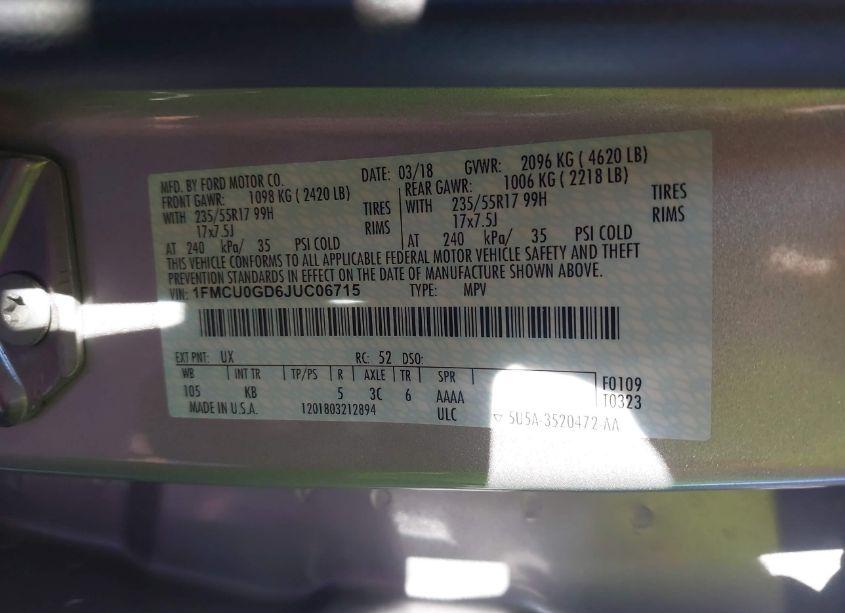 MFD. BY FORD MOTOR CO. DATE: 03/18 GVWR: 2096 KG ( 4620 LB)
FRONT GAWR: 1098 KG ( 2420 LB) REAR GAWR: 1006 KG ( 2218 LB)
WITH 235/55R17 99H TIRES WITH 235/55R17 99H TIRES
17x7.5J RIMS 17x7.5J RIMS
AT 240 kPa/ 35 PSI COLD AT 240 kPa/ 35 PSI COLD
THIS VEHICLE CONFORMS TO ALL APPLICABLE FEDERAL MOTOR VEHICLE SAFETY AND THEFT
PREVENTION STANDARDS IN EFFECT ON THE DATE OF MANUFACTURE SHOWN ABOVE.
VIN: 1FMCU0GD6JUC06715 TYPE: MPV
EXT PNT: UX RC: 52 DSO:
WB INT TR TP/PS R AXLE TR SPR
105 KB 5 3C 6 AAAA F0109
MADE IN U.S.A. 1201803212894 ULC T0323
▽ 5U5A-3520472-AA